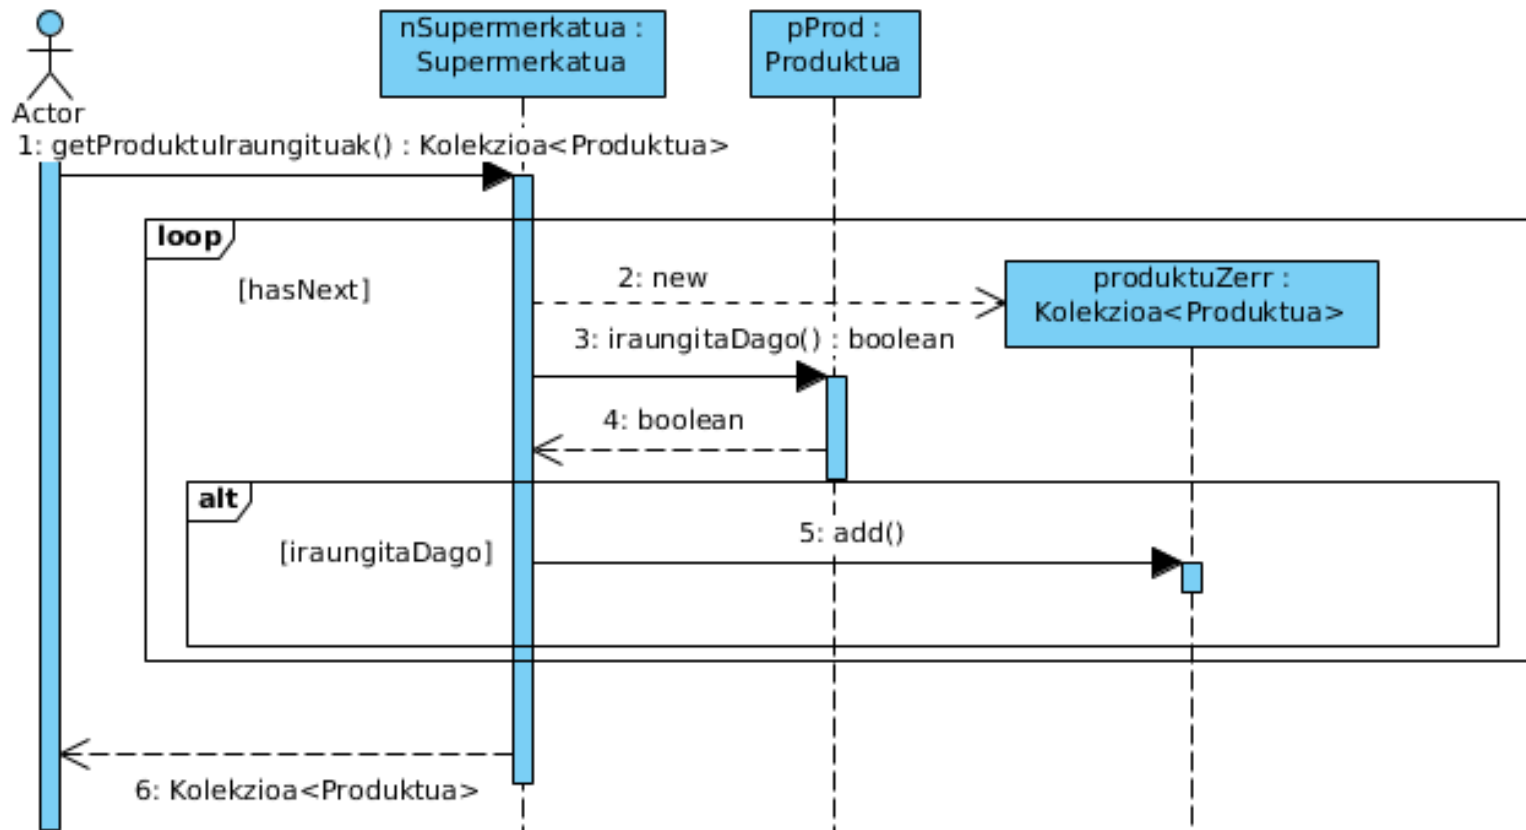 nSupermerkatua :
Supermerkatua
pProd :
Produktua
Actor
1: getProduktuIraungituak() : Kolekzioa<Produktua>
loop
[hasNext]
2: new
produktuZerr :
Kolekzioa<Produktua>
3: iraungitaDago() : boolean
4: boolean
alt
[iraungitaDago]
5: add()
6: Kolekzioa<Produktua>